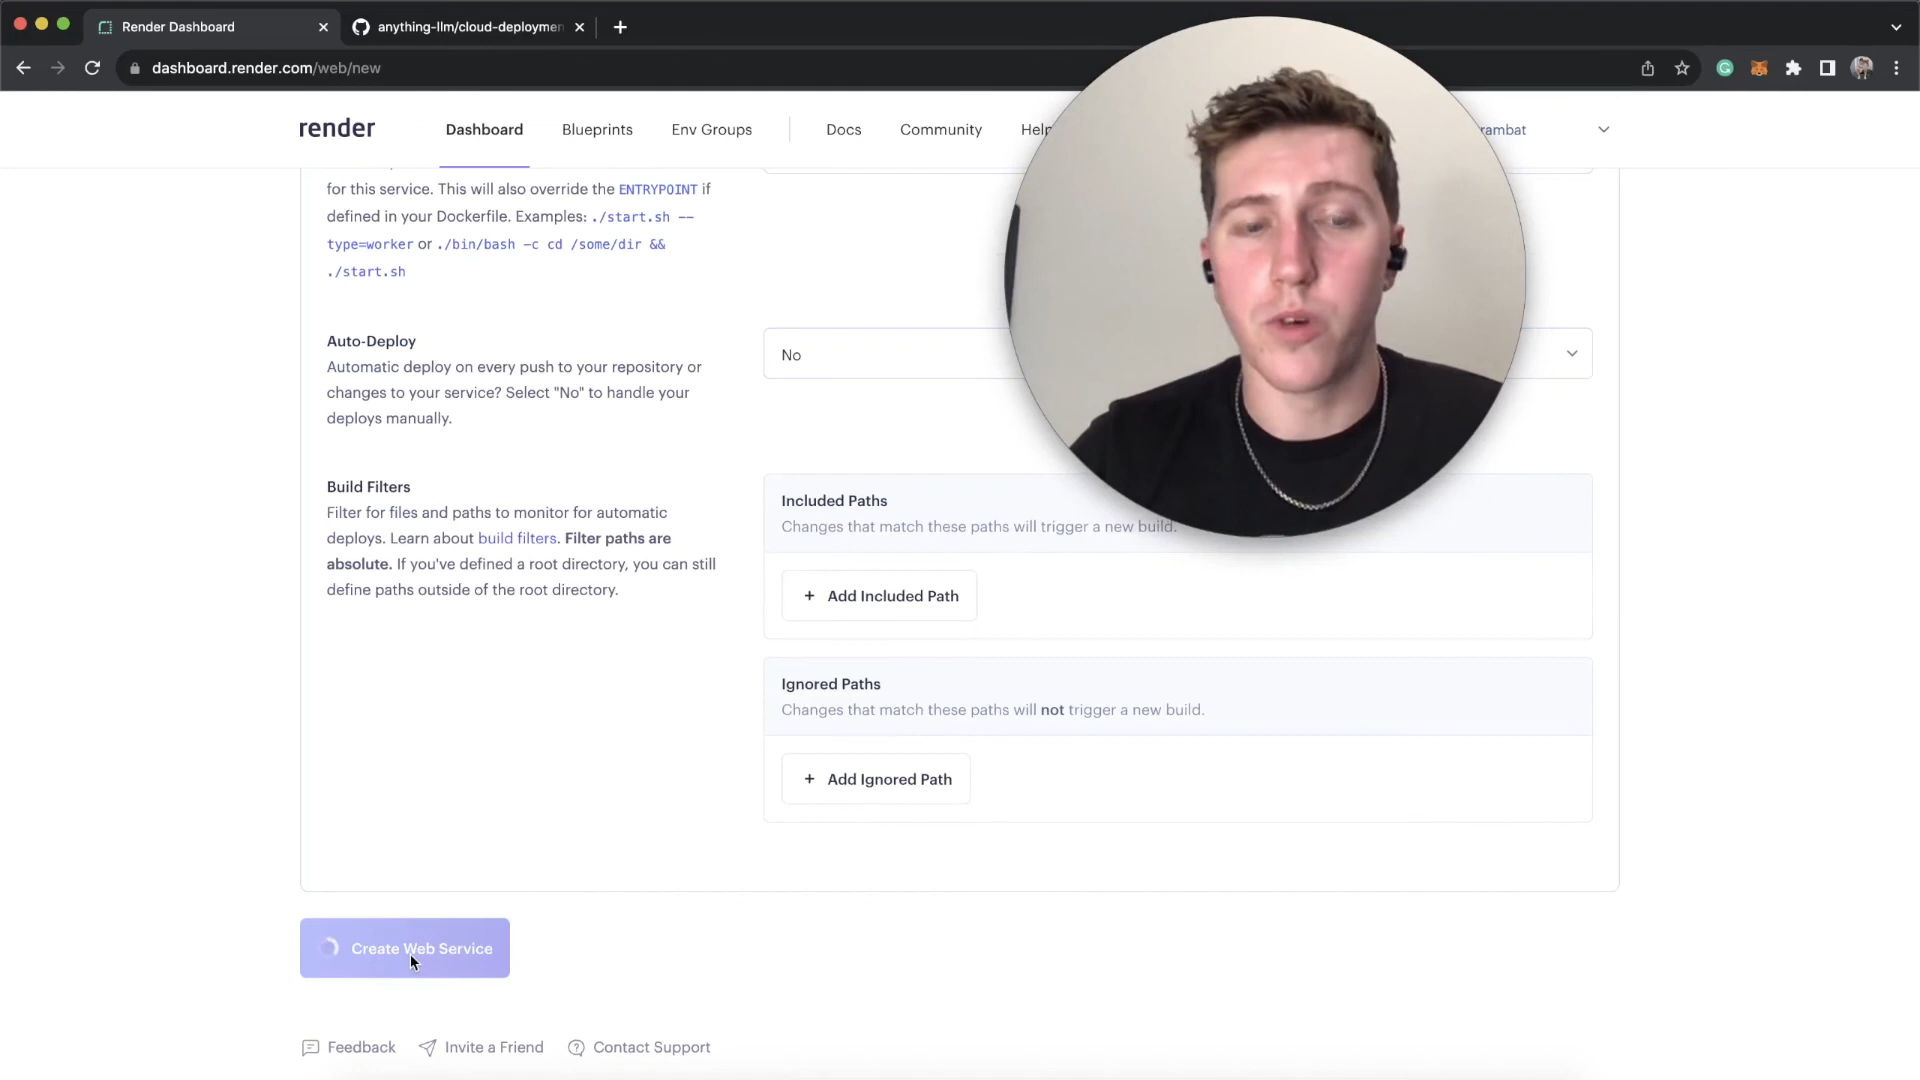 Render Dashboard
anything-llm/cloud-deploymen
dashboard.render.com/web/new
render
Dashboard
Blueprints
Env Groups
Docs
Community
Help
rambat
for this service. This will also override the ENTRYPOINT if
defined in your Dockerfile. Examples: ./start.sh --
type=worker or ./bin/bash -c cd /some/dir &&
./start.sh
Auto-Deploy
Automatic deploy on every push to your repository or
changes to your service? Select "No" to handle your
deploys manually.
No
Build Filters
Filter for files and paths to monitor for automatic
deploys. Learn about build filters. Filter paths are
absolute. If you've defined a root directory, you can still
define paths outside of the root directory.
Included Paths
Changes that match these paths will trigger a new build.
+ Add Included Path
Ignored Paths
Changes that match these paths will not trigger a new build.
+ Add Ignored Path
Create Web Service
Feedback
Invite a Friend
Contact Support